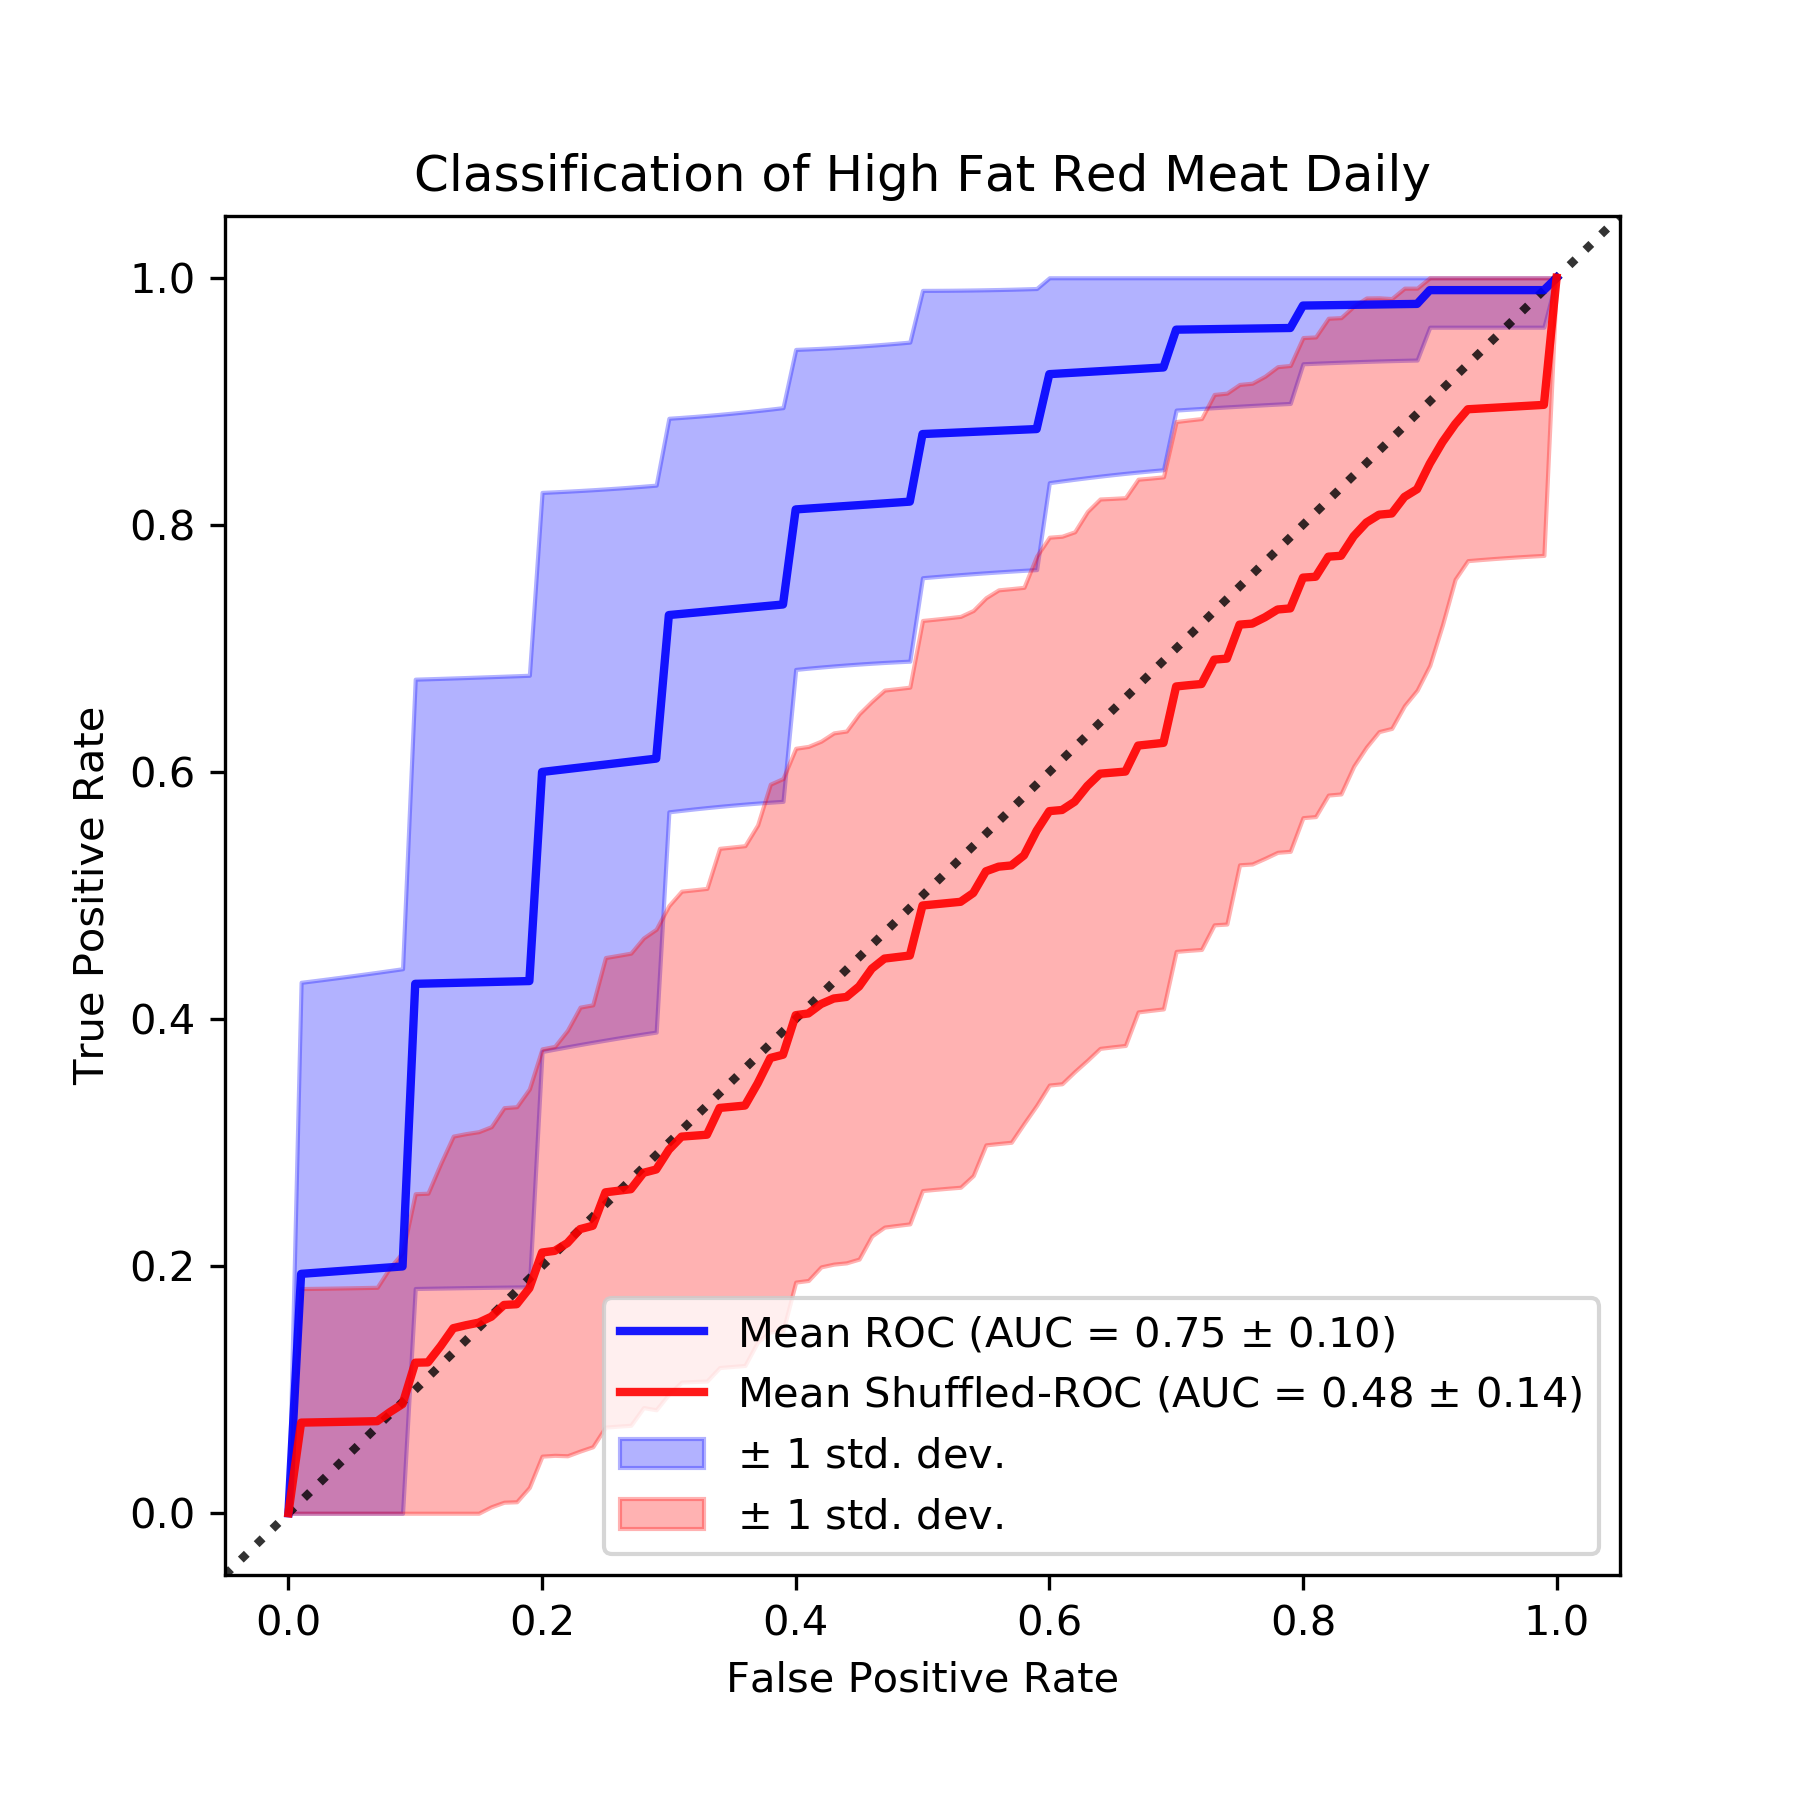 Classification of High Fat Red Meat Daily
1.0
0.8
0.6
0.4
0.2
0.0
True Positive Rate
Mean ROC (AUC = 0.75 ± 0.10)
Mean Shuffled-ROC (AUC = 0.48 ± 0.14)
± 1 std. dev.
± 1 std. dev.
0.0 0.2 0.4 0.6 0.8 1.0
False Positive Rate